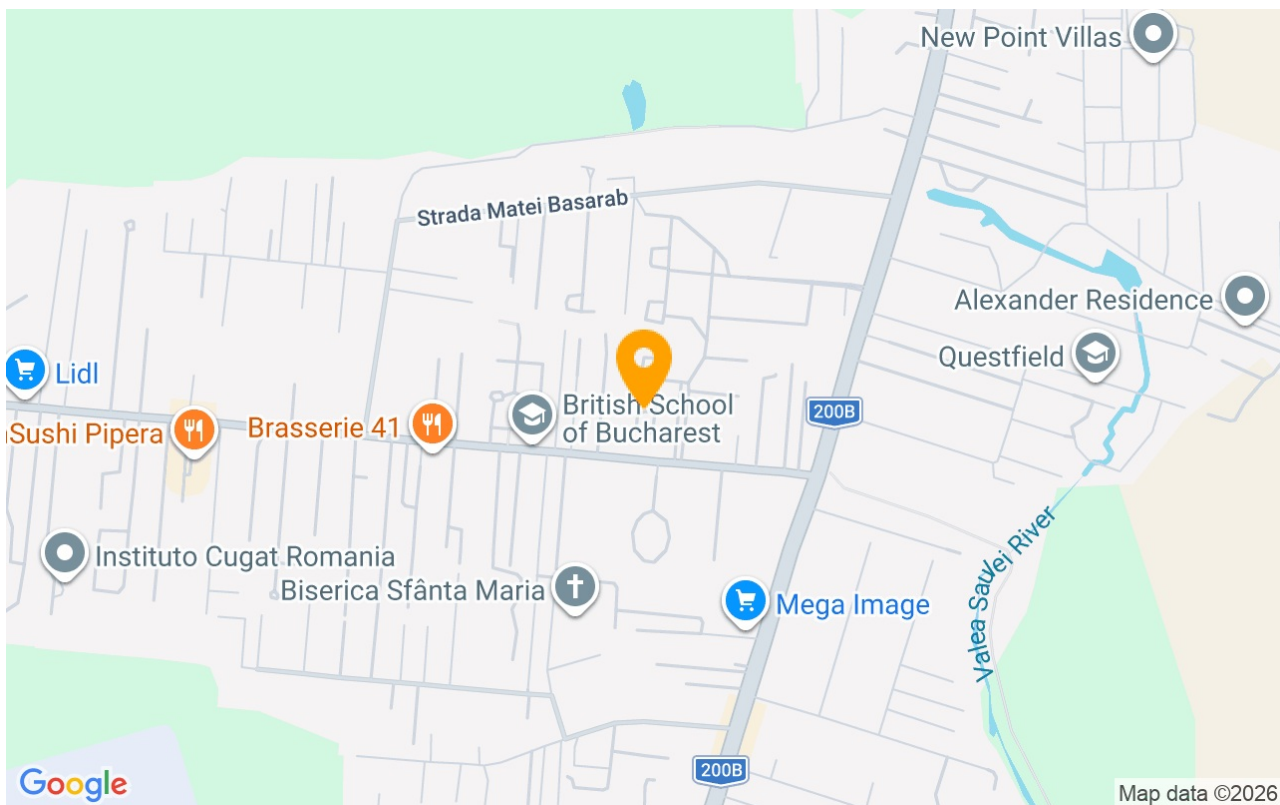 New Point Villas
Strada Matei Basarab
Alexander Residence
Questfield
Lidl
British School
of Bucharest
200B
Brasserie 41
Sushi Pipera
Instituto Cugat Romania
Biserica Sfânta Maria
Mega Image
Valea Saulei River
200B
Google
Map data ©2026